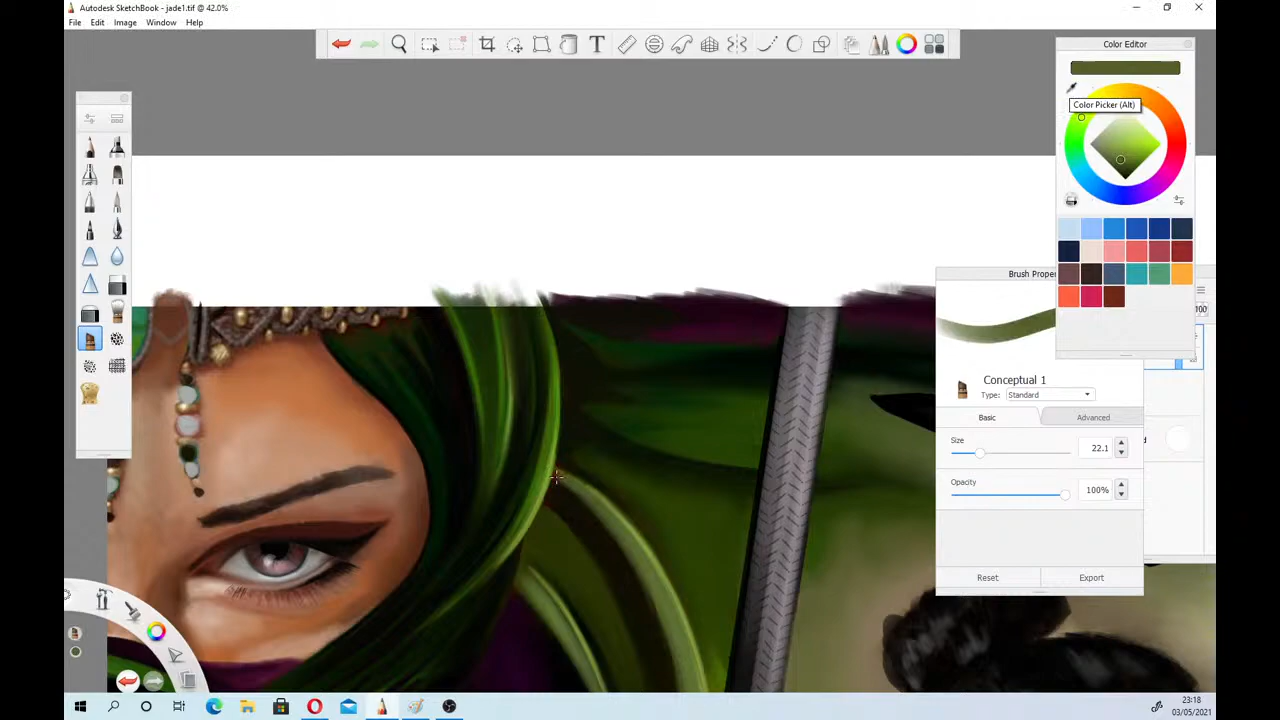 Autodesk SketchBook - jade1.tif @ 42.0%
File Edit Image Window Help
T
Color Editor
Color Picker (Alt)
Brush Prope
100
Conceptual 1
Type: Standard
Basic Advanced
Size
22.1
Opacity
100%
Reset Export
23:18
03/05/2021